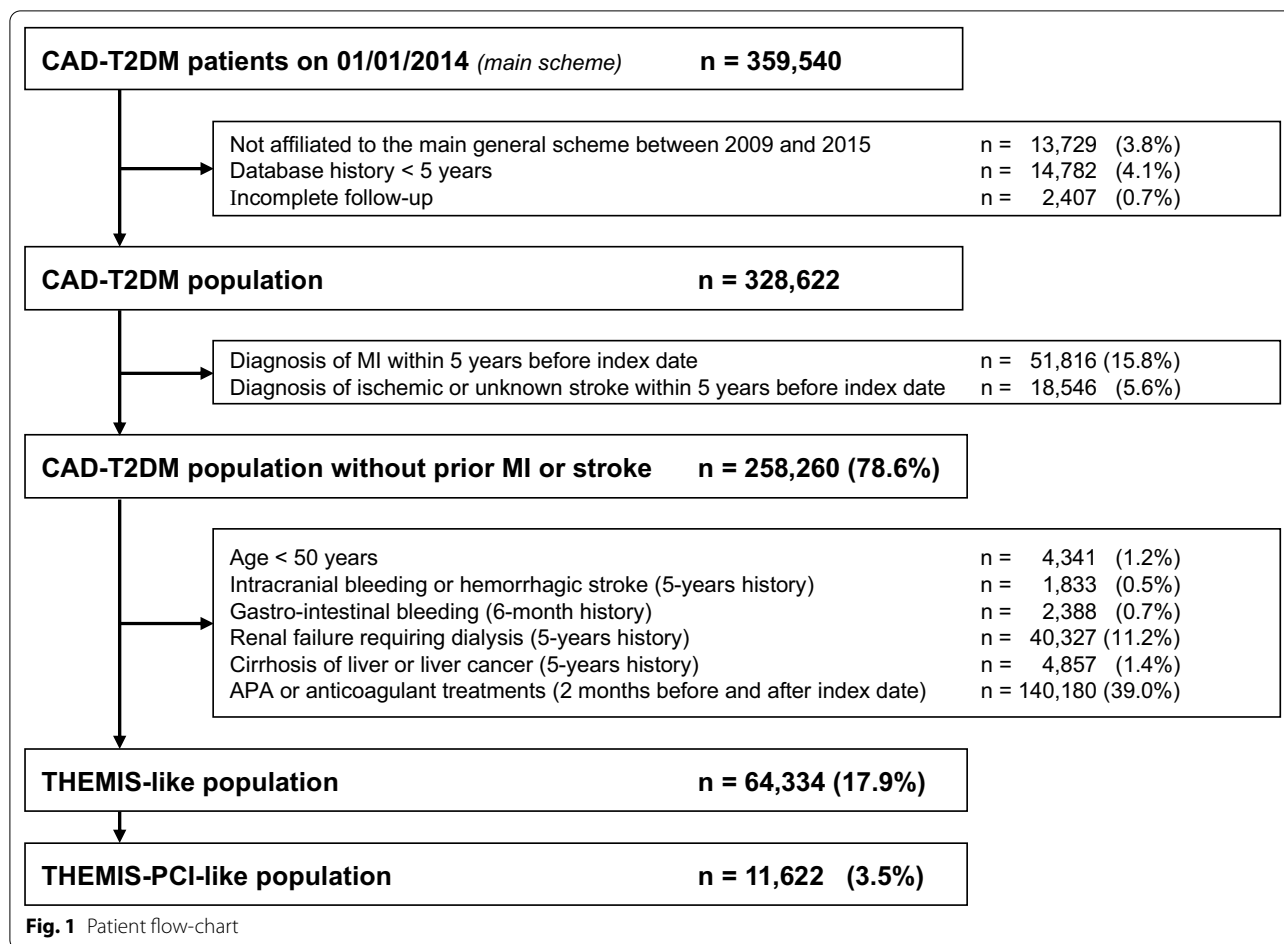 CAD-T2DM patients on 01/01/2014 (main scheme) n = 359,540
Not affiliated to the main general scheme between 2009 and 2015 n = 13,729 (3.8%)
Database history < 5 years n = 14,782 (4.1%)
Incomplete follow-up n = 2,407 (0.7%)
CAD-T2DM population n = 328,622
Diagnosis of MI within 5 years before index date n = 51,816 (15.8%)
Diagnosis of ischemic or unknown stroke within 5 years before index date n = 18,546 (5.6%)
CAD-T2DM population without prior MI or stroke n = 258,260 (78.6%)
Age < 50 years n = 4,341 (1.2%)
Intracranial bleeding or hemorrhagic stroke (5-years history) n = 1,833 (0.5%)
Gastro-intestinal bleeding (6-month history) n = 2,388 (0.7%)
Renal failure requiring dialysis (5-years history) n = 40,327 (11.2%)
Cirrhosis of liver or liver cancer (5-years history) n = 4,857 (1.4%)
APA or anticoagulant treatments (2 months before and after index date) n = 140,180 (39.0%)
THEMIS-like population n = 64,334 (17.9%)
THEMIS-PCI-like population n = 11,622 (3.5%)
Fig. 1 Patient flow-chart